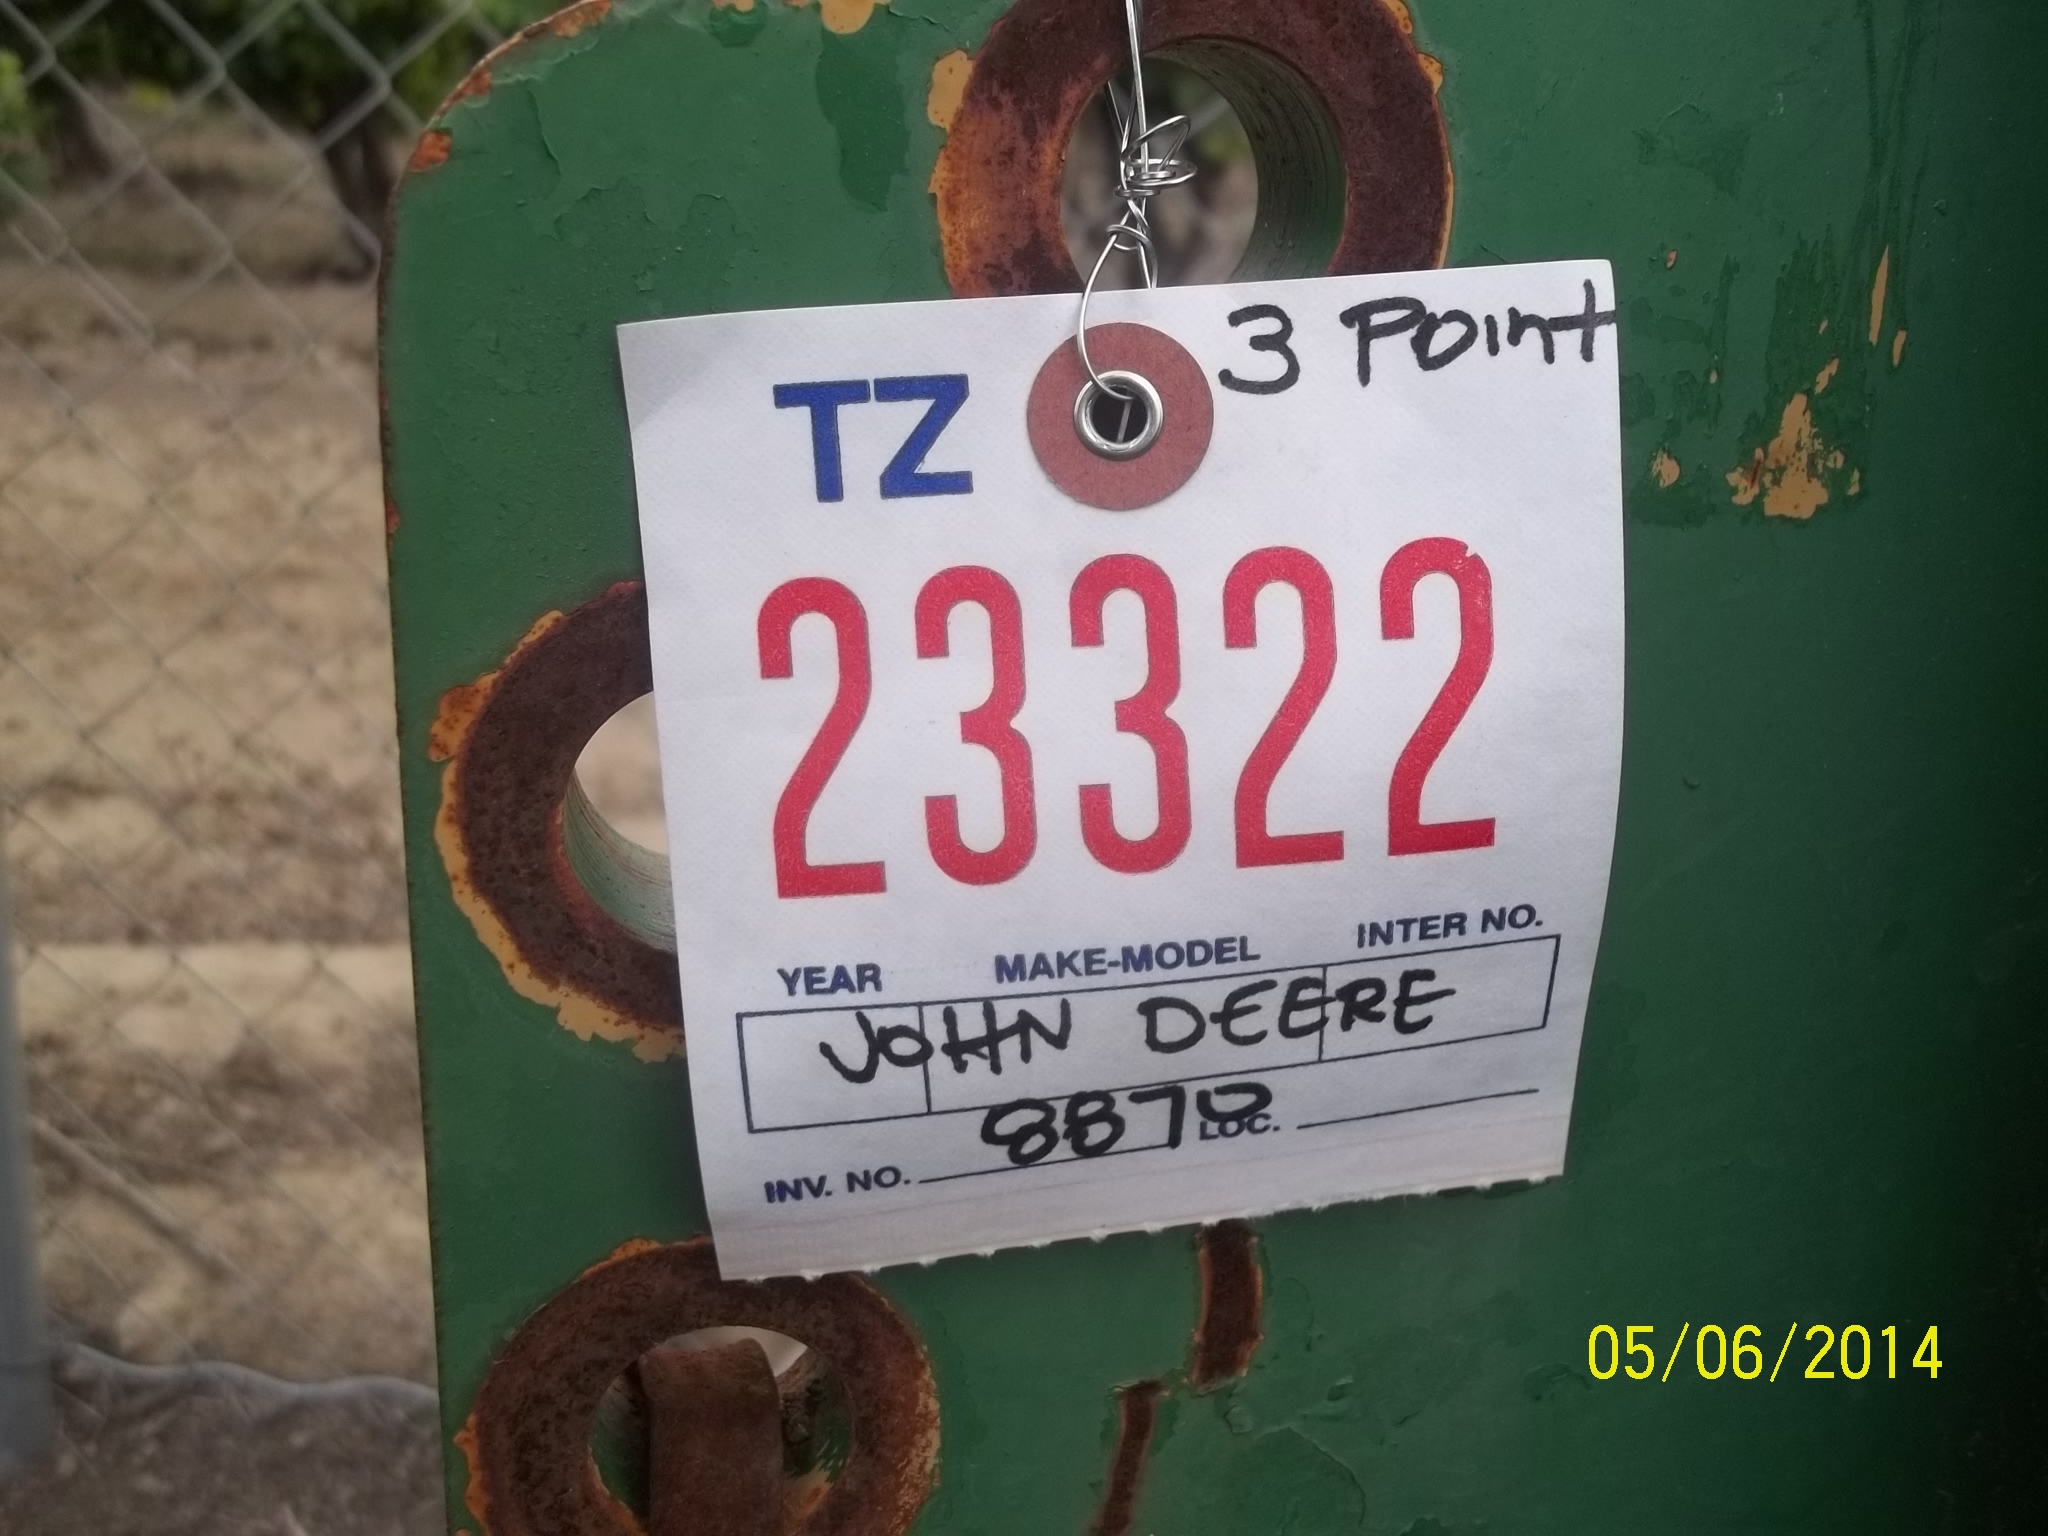 3 Point
TZ
23322
YEAR MAKE-MODEL INTER NO.
JOHN DEERE
8870
INV. NO. LOC.
05/06/2014